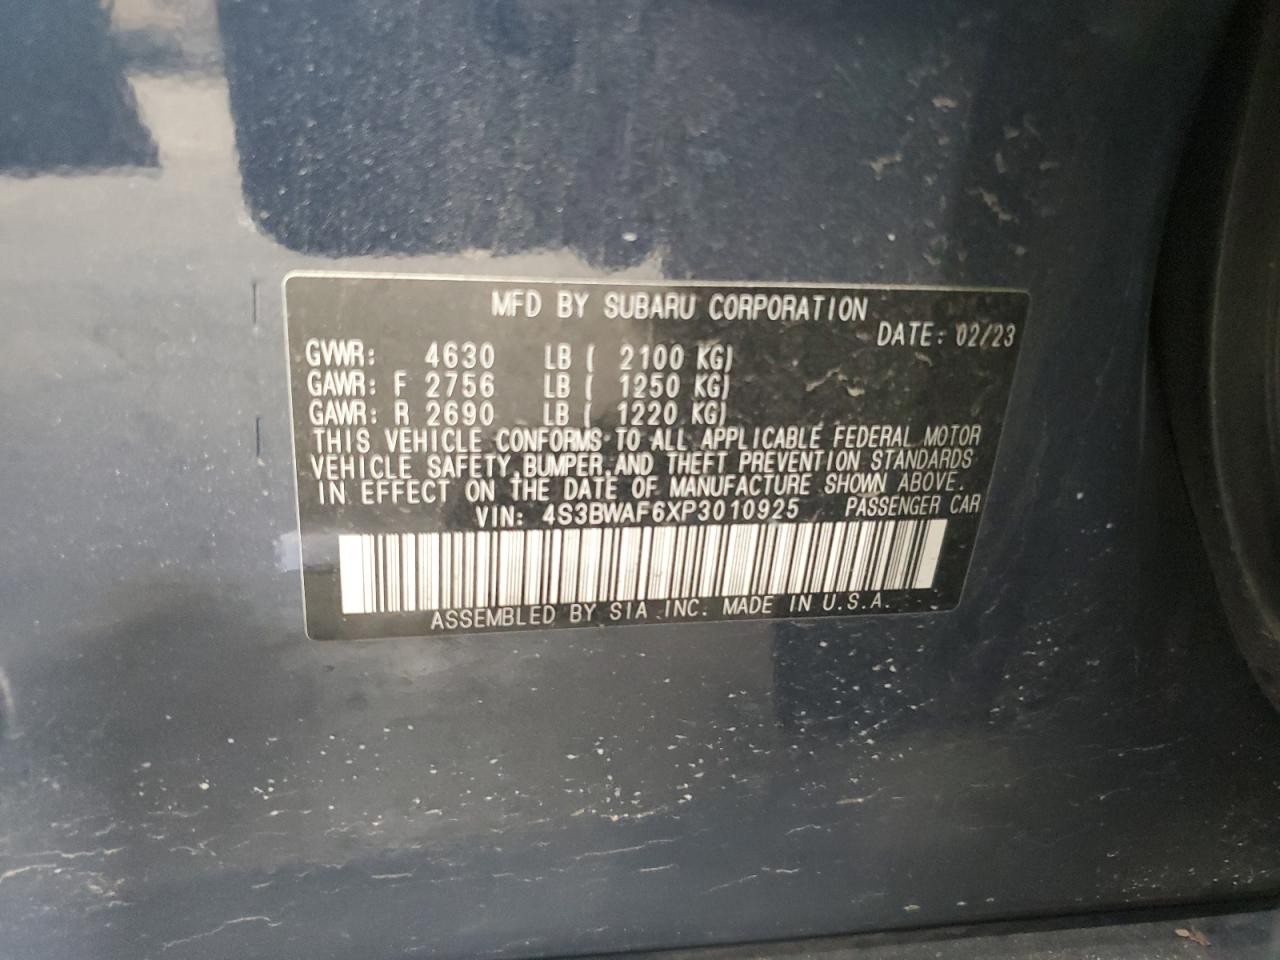 MFD BY SUBARU CORPORATION
DATE: 02/23
GVWR: 4630 LB ( 2100 KG)
GAWR: F 2756 LB ( 1250 KG)
GAWR: R 2690 LB ( 1220 KG)
THIS VEHICLE CONFORMS TO ALL APPLICABLE FEDERAL MOTOR
VEHICLE SAFETY,BUMPER,AND THEFT PREVENTION STANDARDS
IN EFFECT ON THE DATE OF MANUFACTURE SHOWN ABOVE.
VIN: 4S3BWAF6XP3010925 PASSENGER CAR
ASSEMBLED BY SIA INC. MADE IN U.S.A.